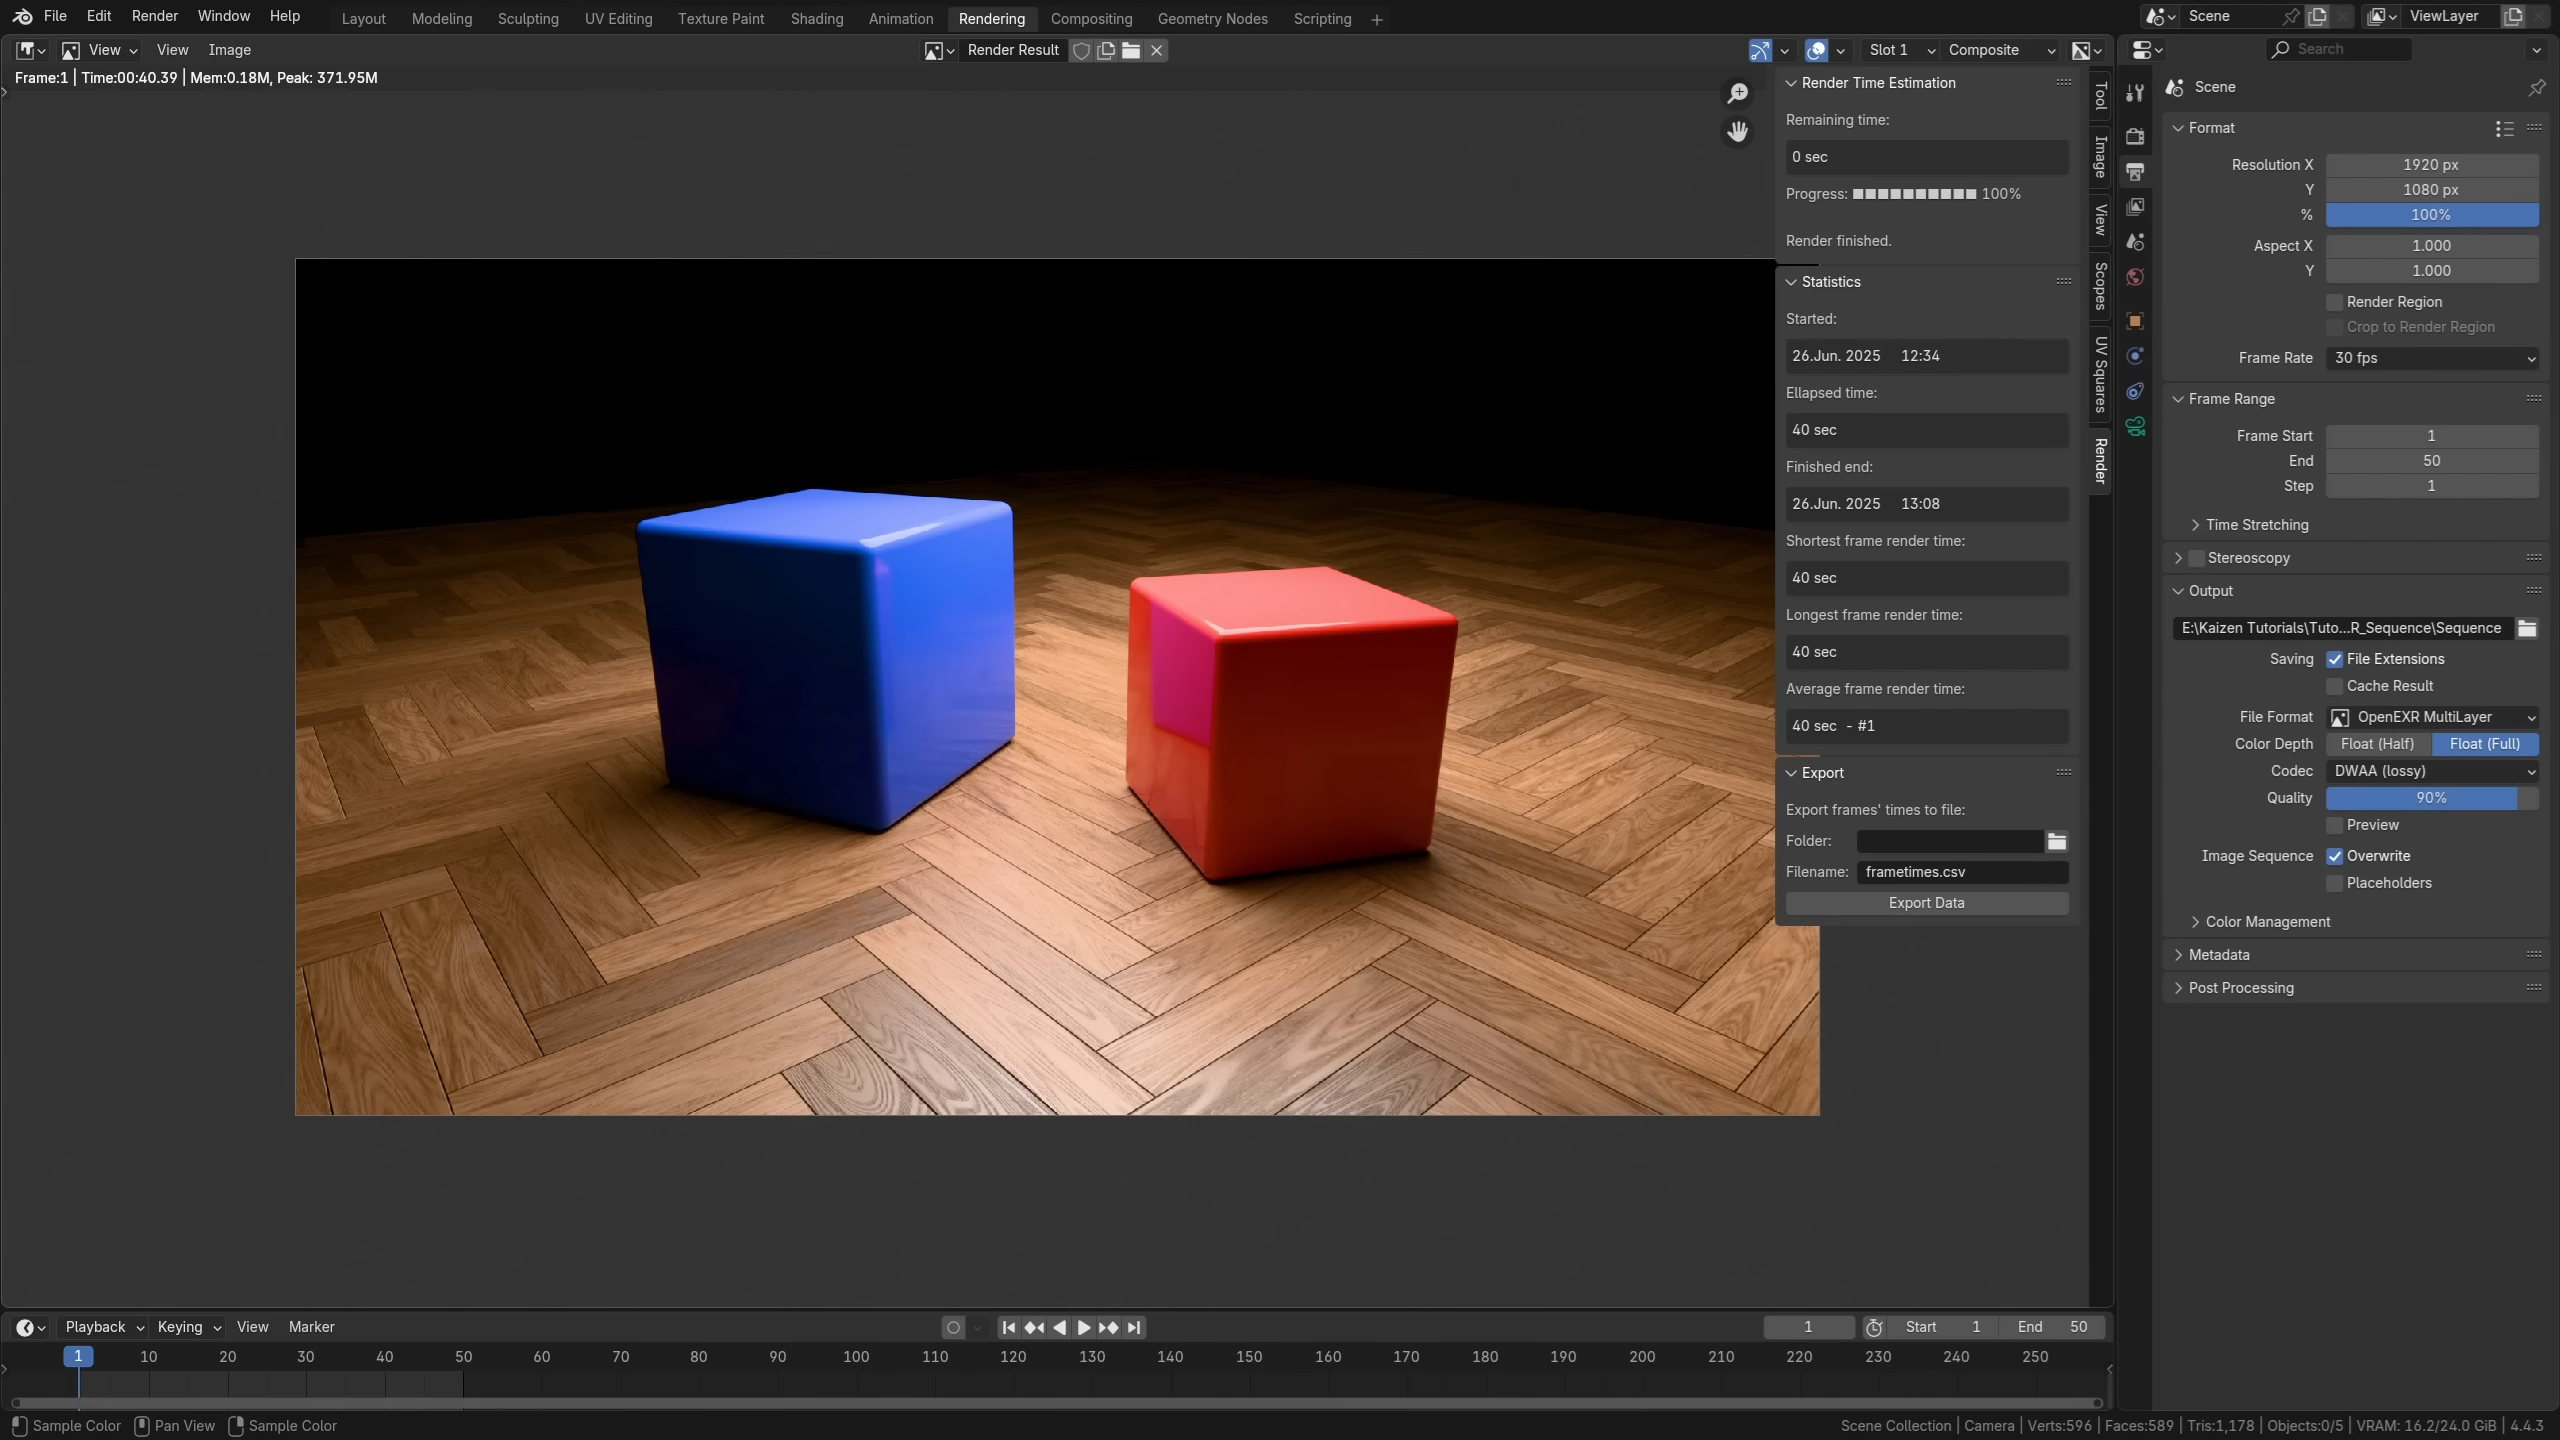 File Edit Render Window Help
Layout Modeling Sculpting UV Editing Texture Paint Shading Animation Rendering Compositing Geometry Nodes Scripting +
Scene ViewLayer
View View Image
Render Result
Slot 1 Composite
Search
Frame:1 | Time:00:40.39 | Mem:0.18M, Peak: 371.95M
Render Time Estimation
Remaining time:
0 sec
Progress: 100%
Render finished.
Statistics
Started:
26.Jun. 2025 12:34
Ellapsed time:
40 sec
Finished end:
26.Jun. 2025 13:08
Shortest frame render time:
40 sec
Longest frame render time:
40 sec
Average frame render time:
40 sec - #1
Export
Export frames' times to file:
Folder:
Filename: frametimes.csv
Export Data
Tool
Image
View
Scopes
UV Squares
Render
Scene
Format
Resolution X 1920 px
Y 1080 px
% 100%
Aspect X 1.000
Y 1.000
Render Region
Crop to Render Region
Frame Rate 30 fps
Frame Range
Frame Start 1
End 50
Step 1
Time Stretching
Stereoscopy
Output
E:\Kaizen Tutorials\Tuto...R_Sequence\Sequence
Saving File Extensions
Cache Result
File Format OpenEXR MultiLayer
Color Depth Float (Half) Float (Full)
Codec DWAA (lossy)
Quality 90%
Preview
Image Sequence Overwrite
Placeholders
Color Management
Metadata
Post Processing
Playback Keying View Marker
1 Start 1 End 50
1 10 20 30 40 50 60 70 80 90 100 110 120 130 140 150 160 170 180 190 200 210 220 230 240 250
Sample Color Pan View Sample Color
Scene Collection | Camera | Verts:596 | Faces:589 | Tris:1,178 | Objects:0/5 | VRAM: 16.2/24.0 GiB | 4.4.3